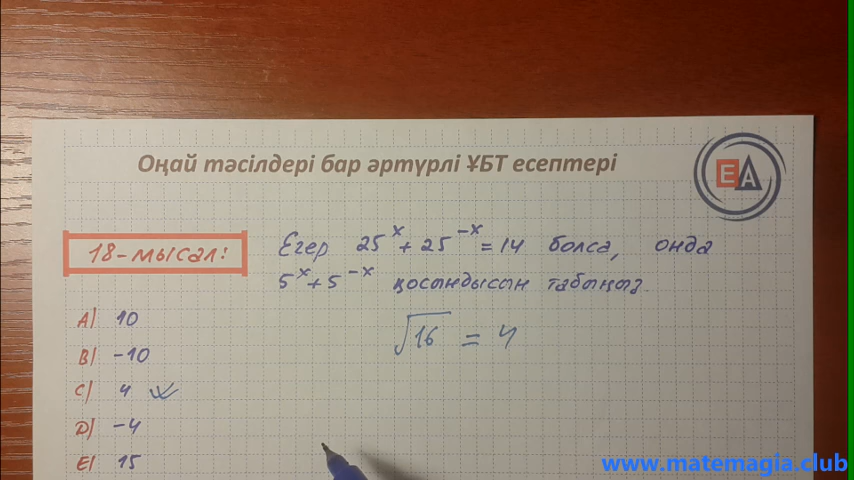 Оңай тәсілдері бар әртүрлі ҰБТ есептері
ЕА
18-мысал:
Егер 25^x + 25^-x = 14 болса, онда
5^x + 5^-x қосындысын табыңыз.
A) 10
B) -10
C) 4
D) -4
E) 15
√16 = 4
www.matemagia.club